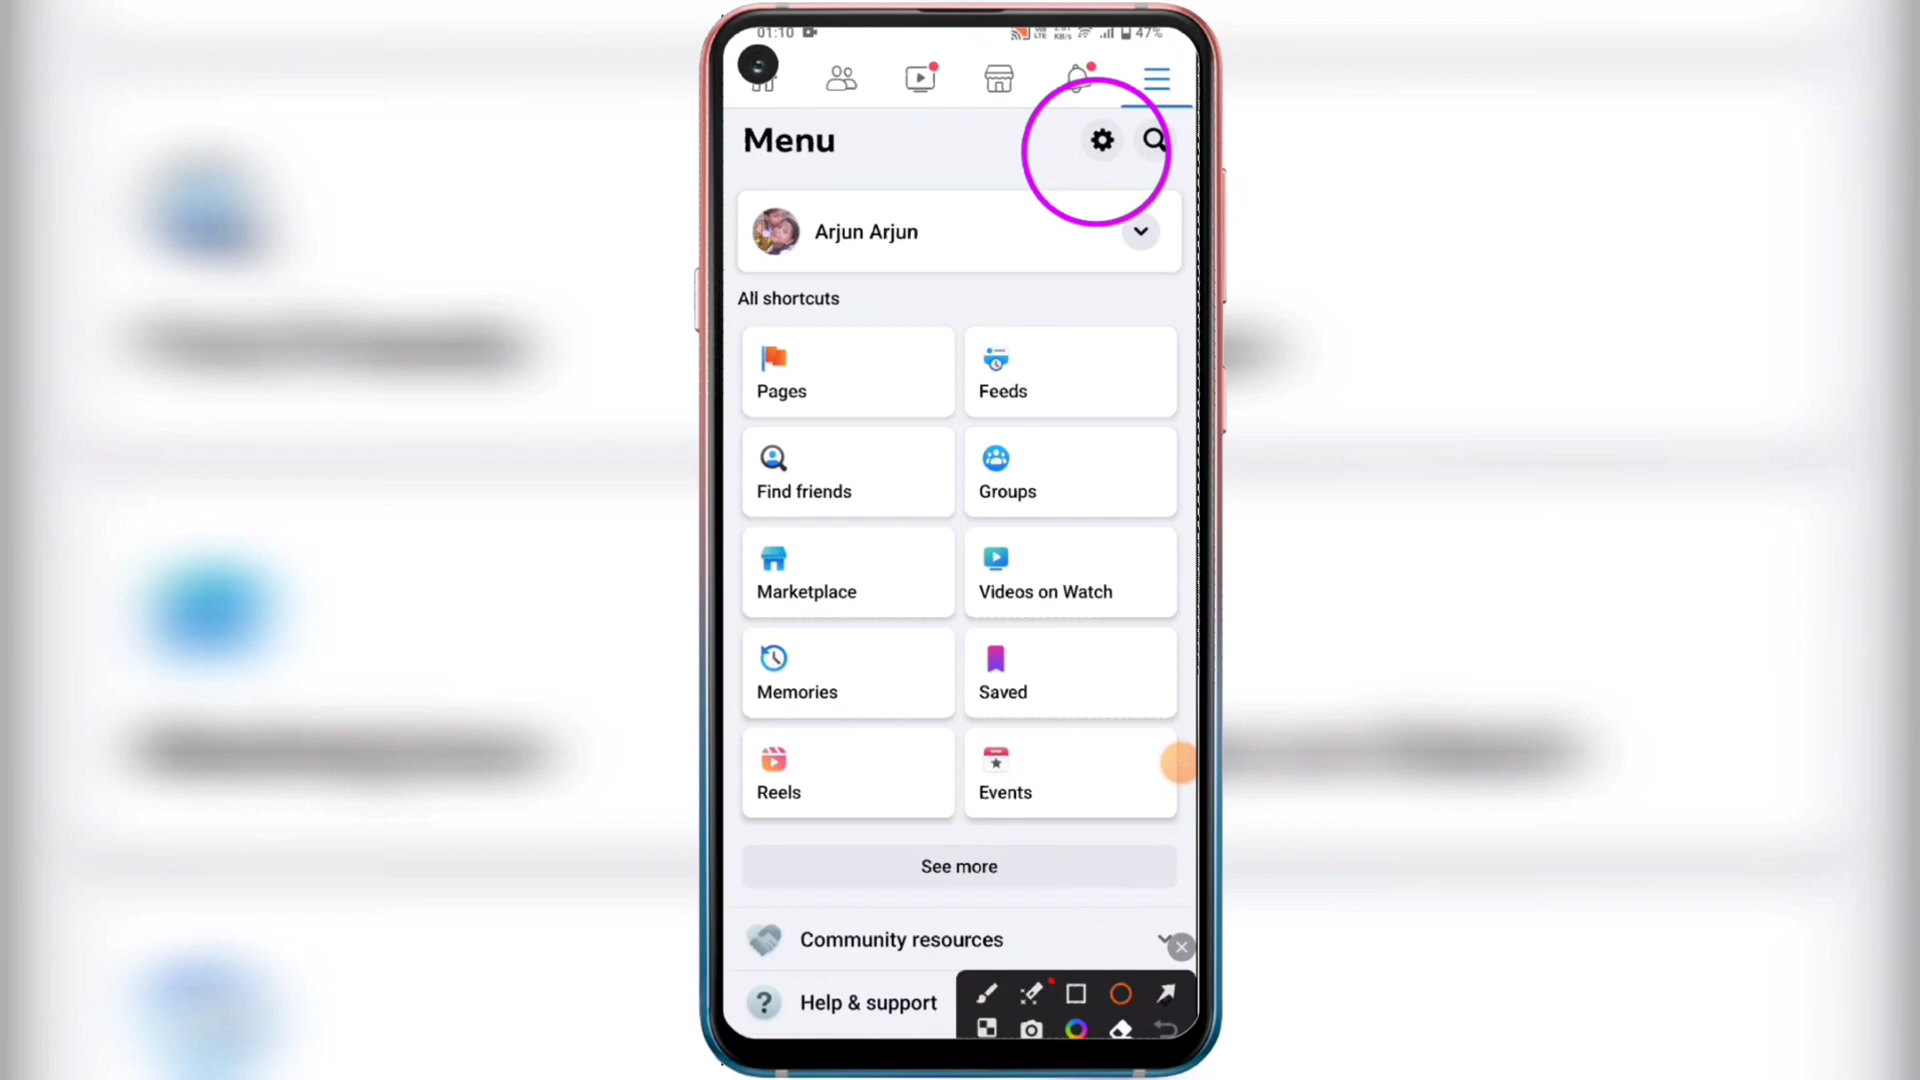 01:10
47%
Menu
Arjun Arjun
All shortcuts
Pages
Feeds
Find friends
Groups
Marketplace
Videos on Watch
Memories
Saved
Reels
Events
See more
Community resources
Help & support